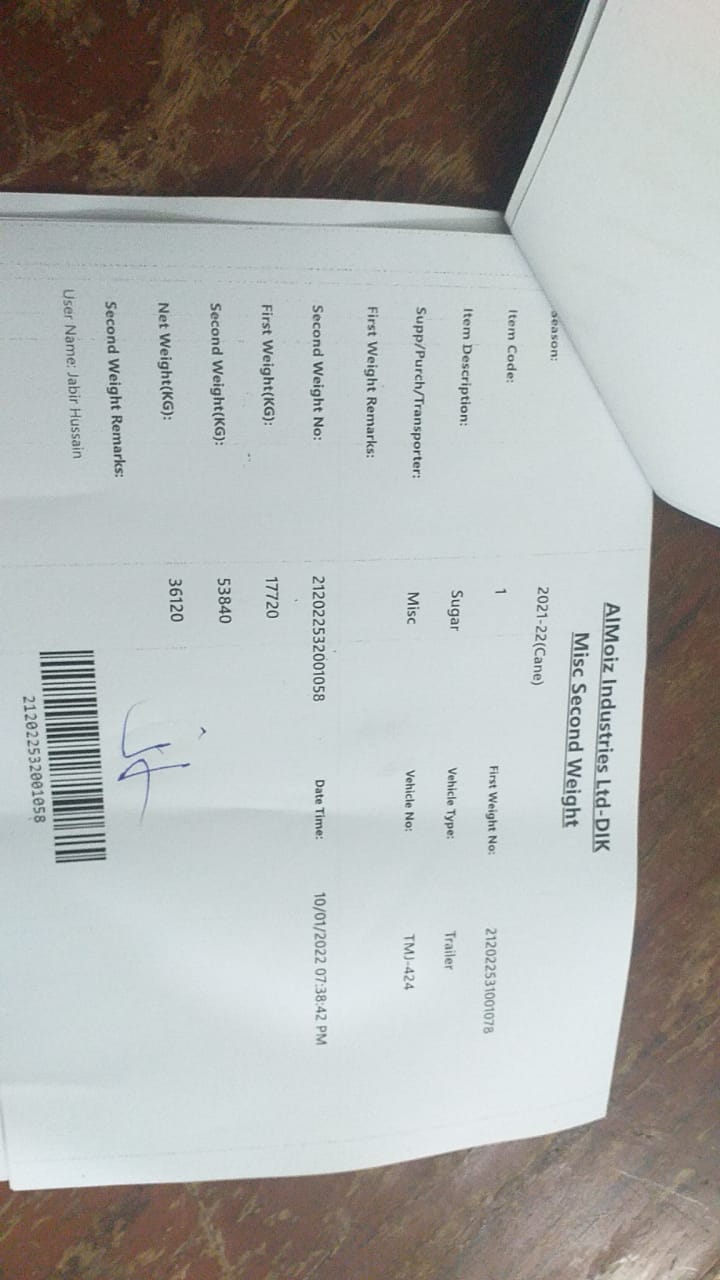 AlMoiz Industries Ltd-DIK
Misc Second Weight
Season: 2021-22(Cane)
Item Code: 1 First Weight No: 212022531001078
Item Description: Sugar Vehicle Type: Trailer
Supp/Purch/Transporter: Misc Vehicle No: TMJ-424
First Weight Remarks:
Second Weight No: 212022532001058 Date Time: 10/01/2022 07:38:42 PM
First Weight(KG): 17720
Second Weight(KG): 53840
Net Weight(KG): 36120
Second Weight Remarks:
User Name: Jabir Hussain
212022532001058